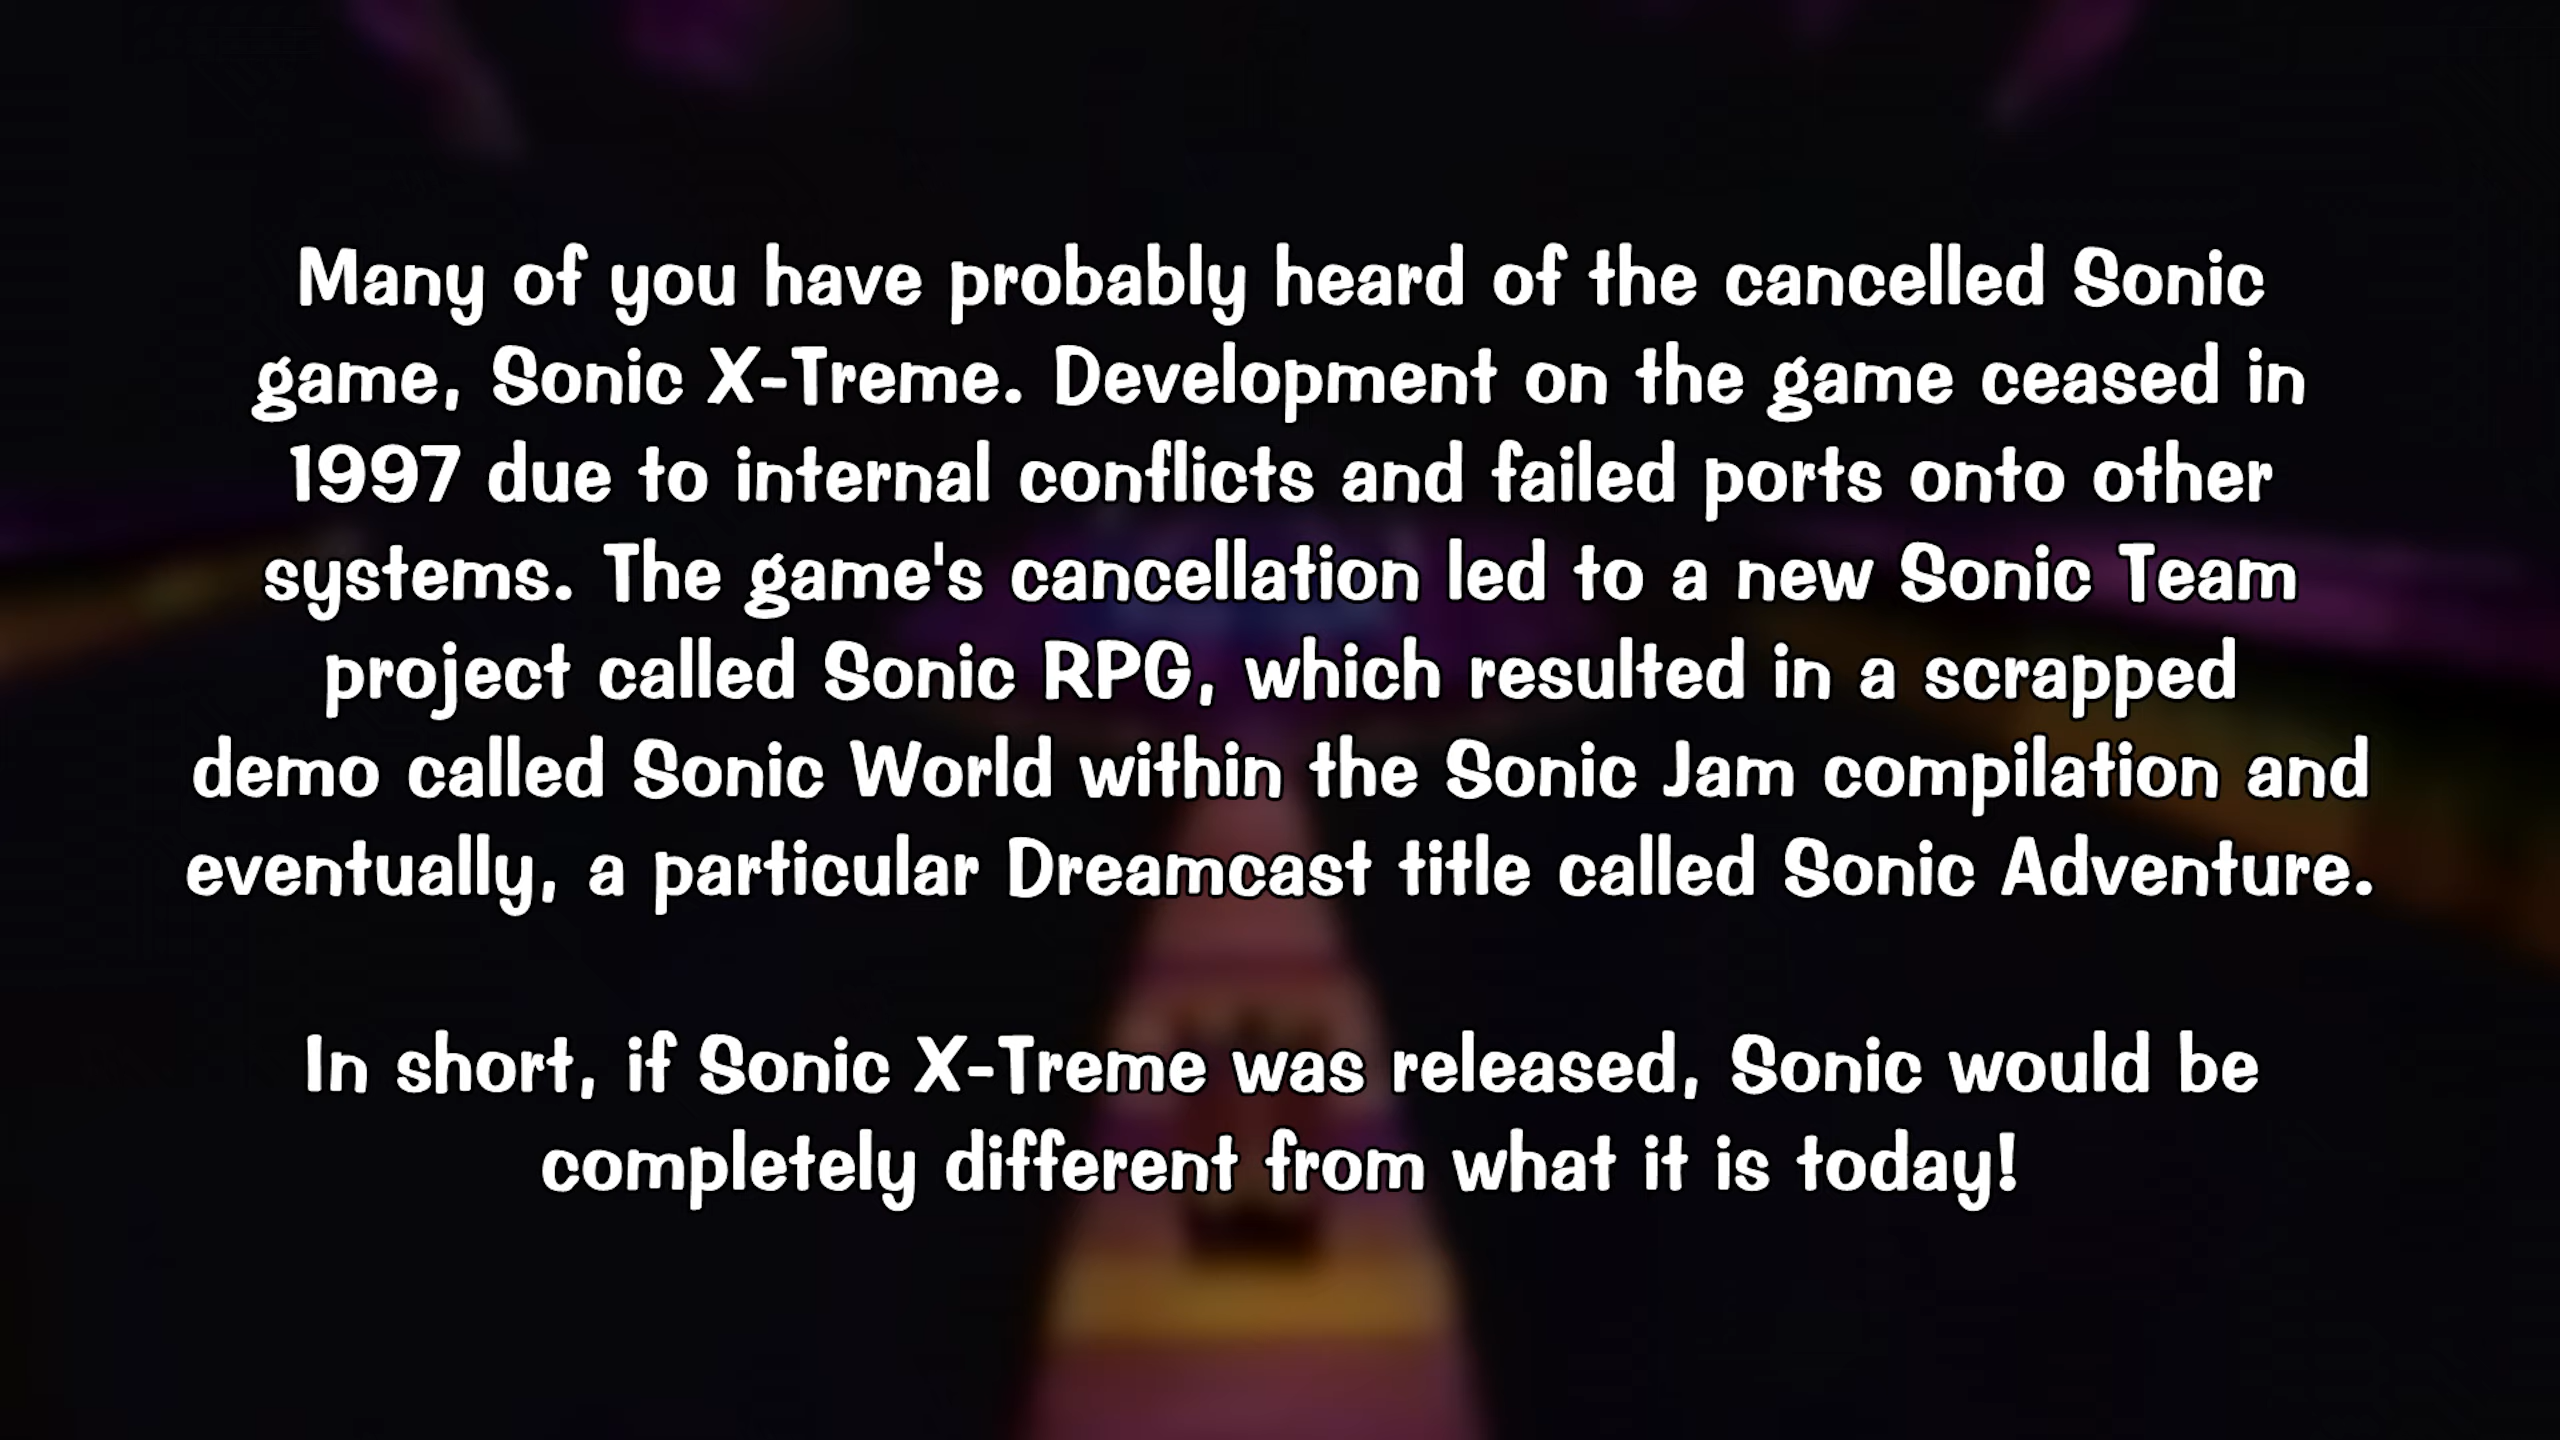 Many of you have probably heard of the cancelled Sonic
game, Sonic X-Treme. Development on the game ceased in
1997 due to internal conflicts and failed ports onto other
systems. The game's cancellation led to a new Sonic Team
project called Sonic RPG, which resulted in a scrapped
demo called Sonic World within the Sonic Jam compilation and
eventually, a particular Dreamcast title called Sonic Adventure.
In short, if Sonic X-Treme was released, Sonic would be
completely different from what it is today!